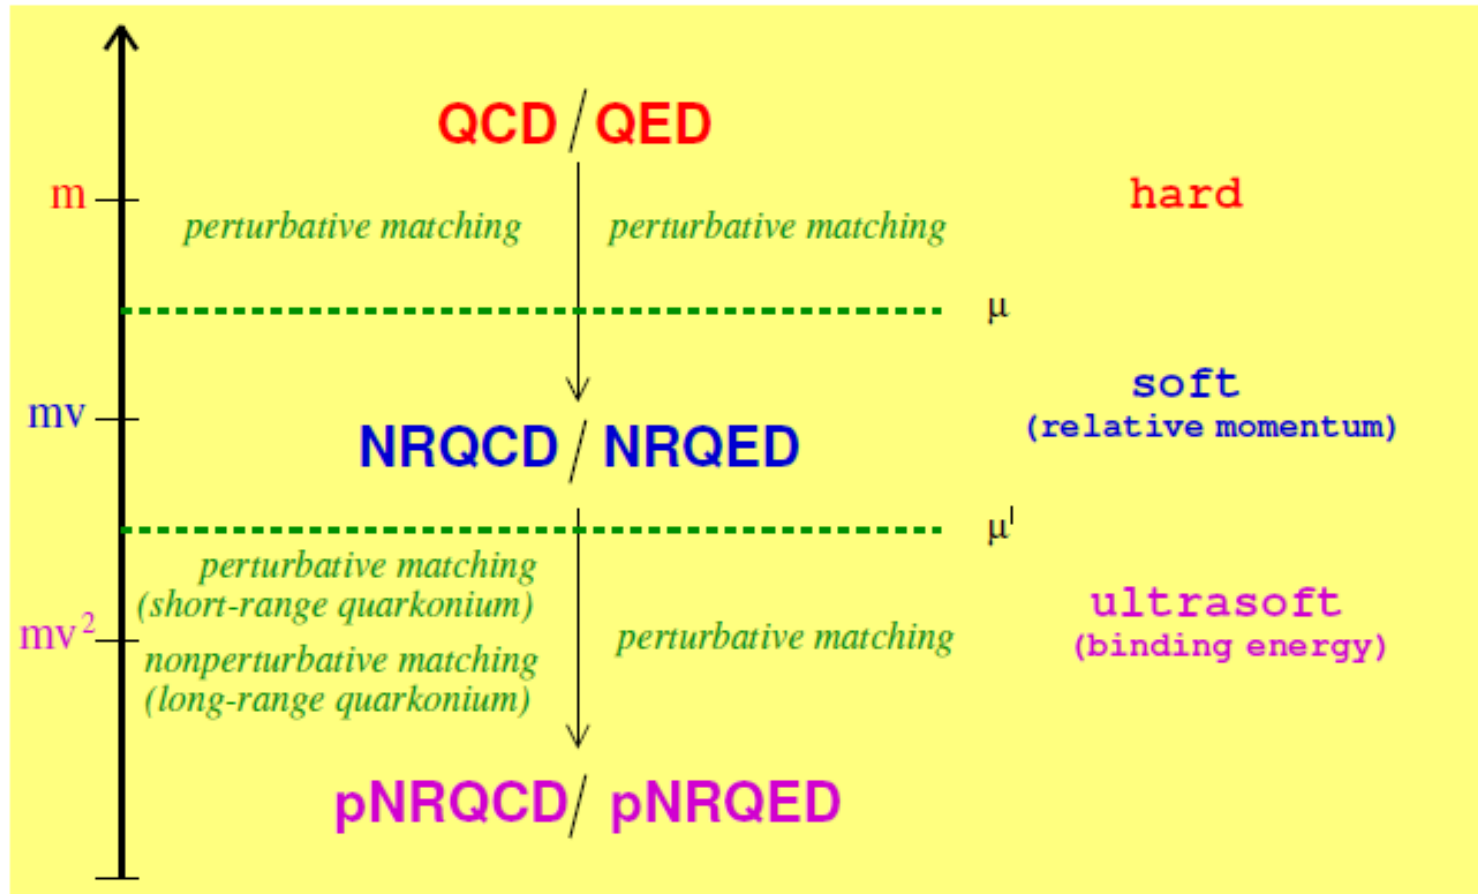 QCD / QED
m
hard
perturbative matching
perturbative matching
μ
soft
mv
(relative momentum)
NRQCD / NRQED
μ'
perturbative matching
(short-range quarkonium)
ultrasoft
mv²
perturbative matching
(binding energy)
nonperturbative matching
(long-range quarkonium)
pNRQCD / pNRQED